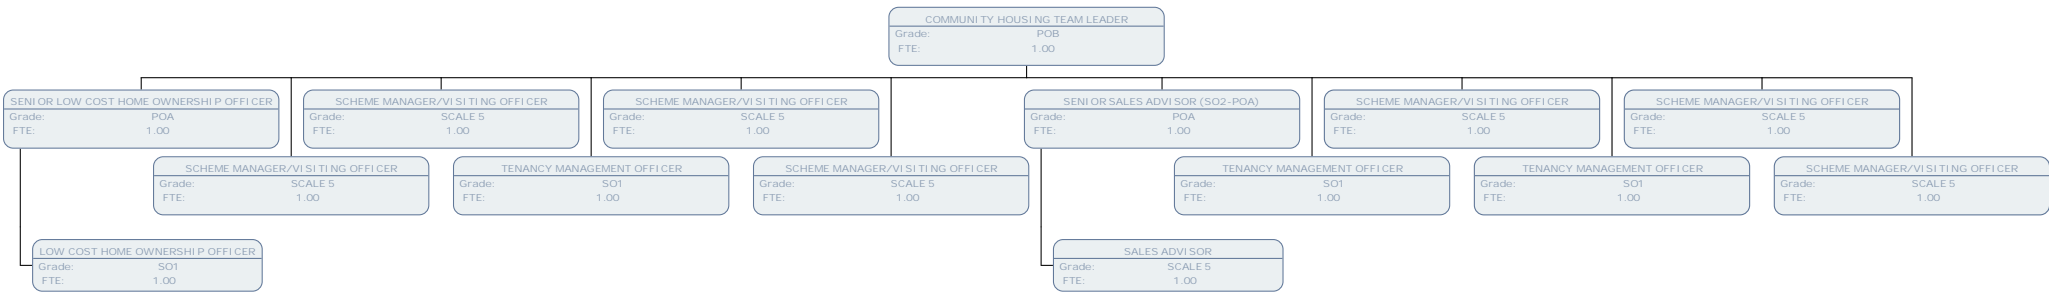 COMMUNITY HOUSING TEAM LEADER
Grade: POB
FTE: 1.00
SENIOR LOW COST HOME OWNERSHIP OFFICER
Grade: POA
FTE: 1.00
SCHEME MANAGER/VISITING OFFICER
Grade: SCALE 5
FTE: 1.00
SCHEME MANAGER/VISITING OFFICER
Grade: SCALE 5
FTE: 1.00
SENIOR SALES ADVISOR (SO2-POA)
Grade: POA
FTE: 1.00
SCHEME MANAGER/VISITING OFFICER
Grade: SCALE 5
FTE: 1.00
SCHEME MANAGER/VISITING OFFICER
Grade: SCALE 5
FTE: 1.00
SCHEME MANAGER/VISITING OFFICER
Grade: SCALE 5
FTE: 1.00
TENANCY MANAGEMENT OFFICER
Grade: SO1
FTE: 1.00
SCHEME MANAGER/VISITING OFFICER
Grade: SCALE 5
FTE: 1.00
TENANCY MANAGEMENT OFFICER
Grade: SO1
FTE: 1.00
TENANCY MANAGEMENT OFFICER
Grade: SO1
FTE: 1.00
SCHEME MANAGER/VISITING OFFICER
Grade: SCALE 5
FTE: 1.00
LOW COST HOME OWNERSHIP OFFICER
Grade: SO1
FTE: 1.00
SALES ADVISOR
Grade: SCALE 5
FTE: 1.00